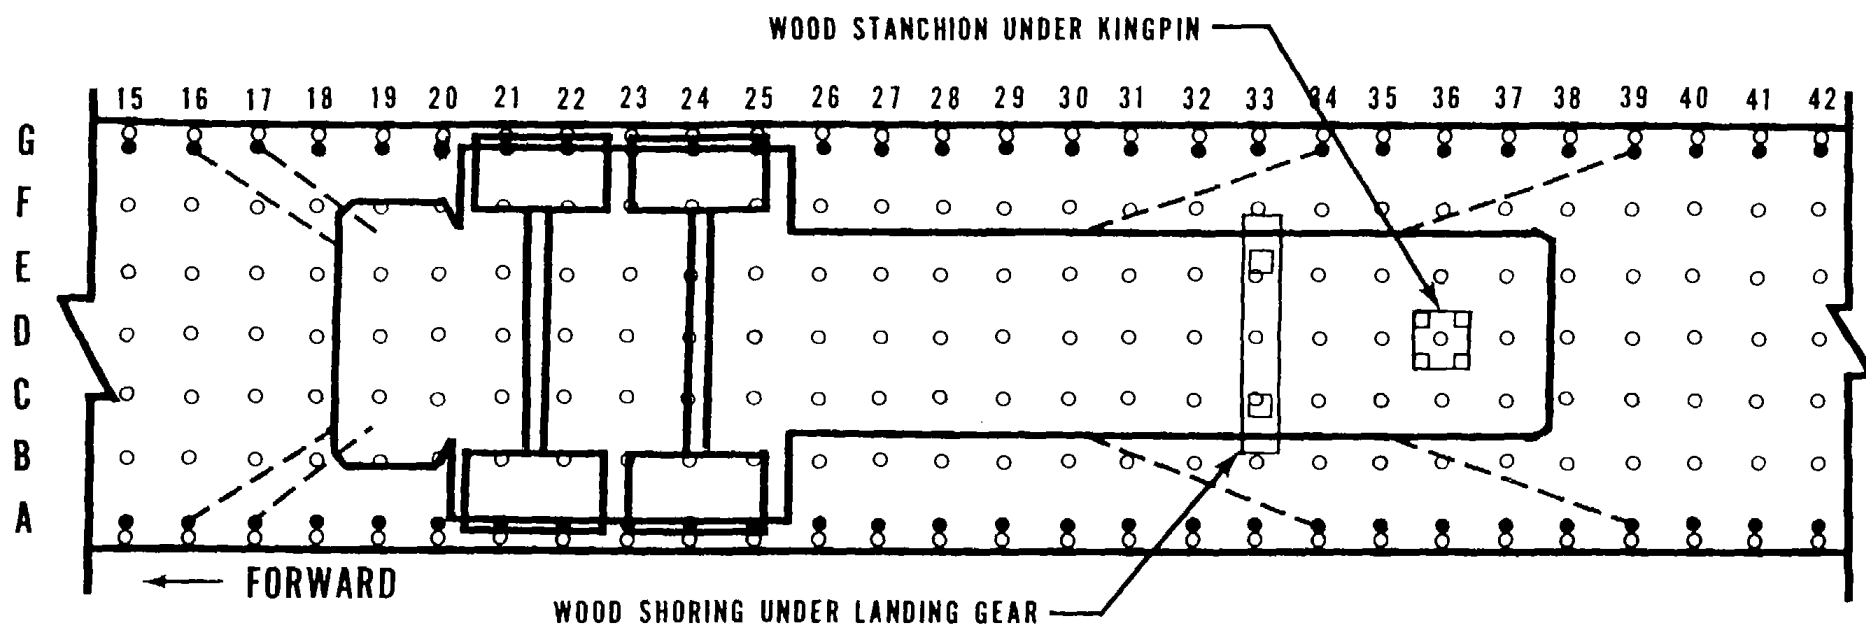 WOOD STANCHION UNDER KINGPIN
15 16 17 18 19 20 21 22 23 24 25 26 27 28 29 30 31 32 33 34 35 36 37 38 39 40 41 42
G
F
E
D
C
B
A
FORWARD
WOOD SHORING UNDER LANDING GEAR